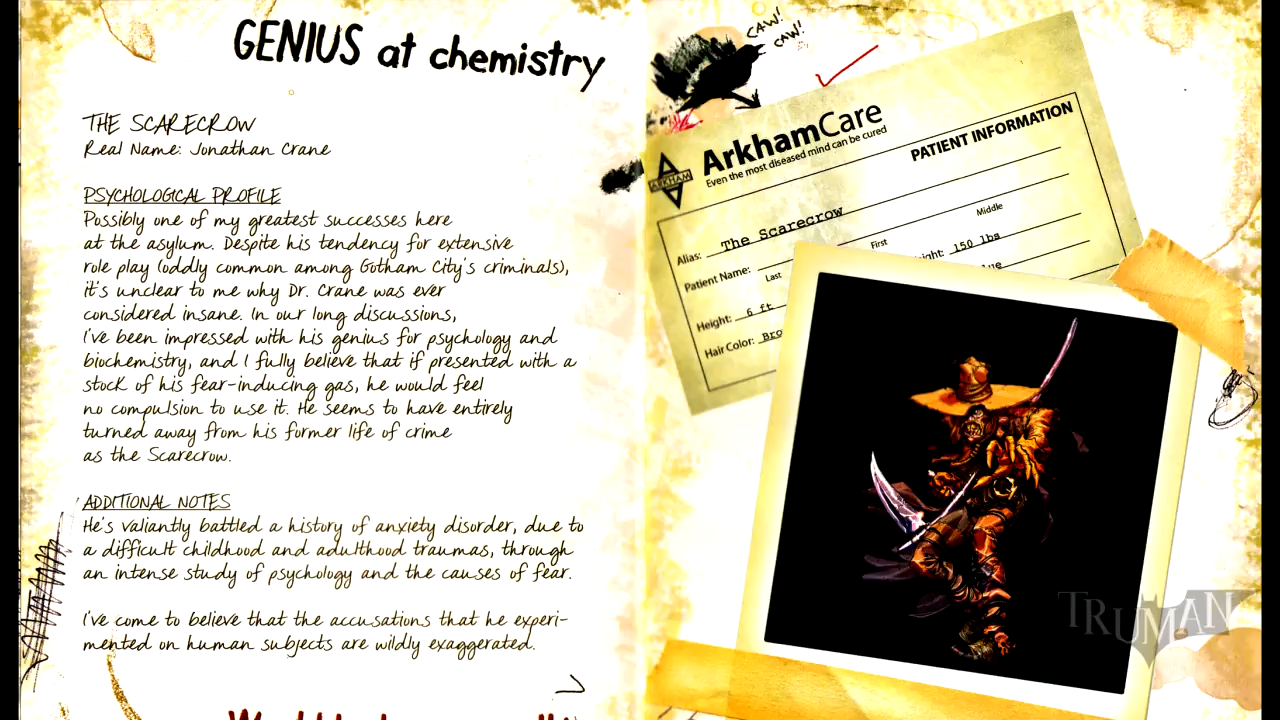 GENIUS at chemistry
THE SCARECROW
Real Name: Jonathan Crane
PSYCHOLOGICAL PROFILE
Possibly one of my greatest successes here
at the asylum. Despite his tendency for extensive
role play (oddly common among Gotham City's criminals),
it's unclear to me why Dr. Crane was ever
considered insane. In our long discussions,
I've been impressed with his genius for psychology and
biochemistry, and I fully believe that if presented with a
stock of his fear-inducing gas, he would feel
no compulsion to use it. He seems to have entirely
turned away from his former life of crime
as the Scarecrow.
ADDITIONAL NOTES
He's valiantly battled a history of anxiety disorder, due to
a difficult childhood and adulthood traumas, through
an intense study of psychology and the causes of fear.
I've come to believe that the accusations that he experi-
mented on human subjects are wildly exaggerated.
CAW!
CAW!
ARKHAM
ArkhamCare
Even the most diseased mind can be cured
PATIENT INFORMATION
Alias: The Scarecrow
Patient Name:
Last
First
Middle
Height: 6 ft
150 lbs
Hair Color:
TRUMAN